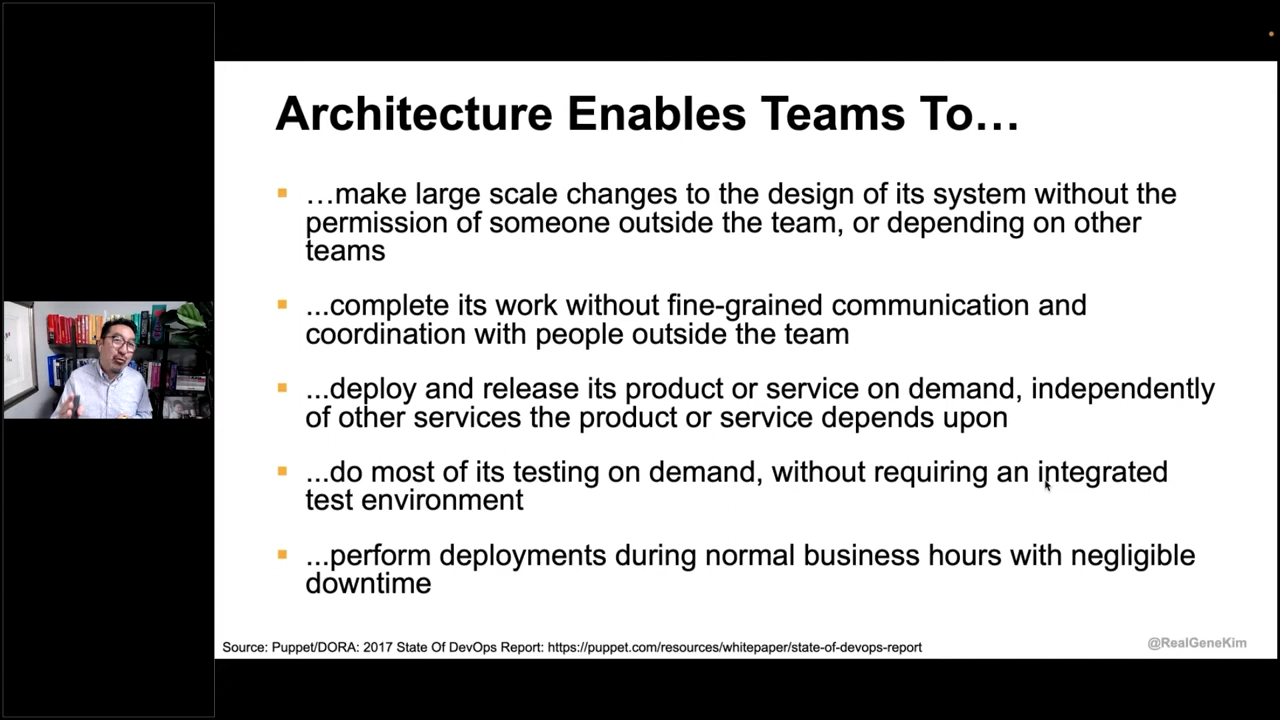 Architecture Enables Teams To…
…make large scale changes to the design of its system without the
permission of someone outside the team, or depending on other
teams
...complete its work without fine-grained communication and
coordination with people outside the team
...deploy and release its product or service on demand, independently
of other services the product or service depends upon
...do most of its testing on demand, without requiring an integrated
test environment
...perform deployments during normal business hours with negligible
downtime
Source: Puppet/DORA: 2017 State Of DevOps Report: https://puppet.com/resources/whitepaper/state-of-devops-report
@RealGeneKim